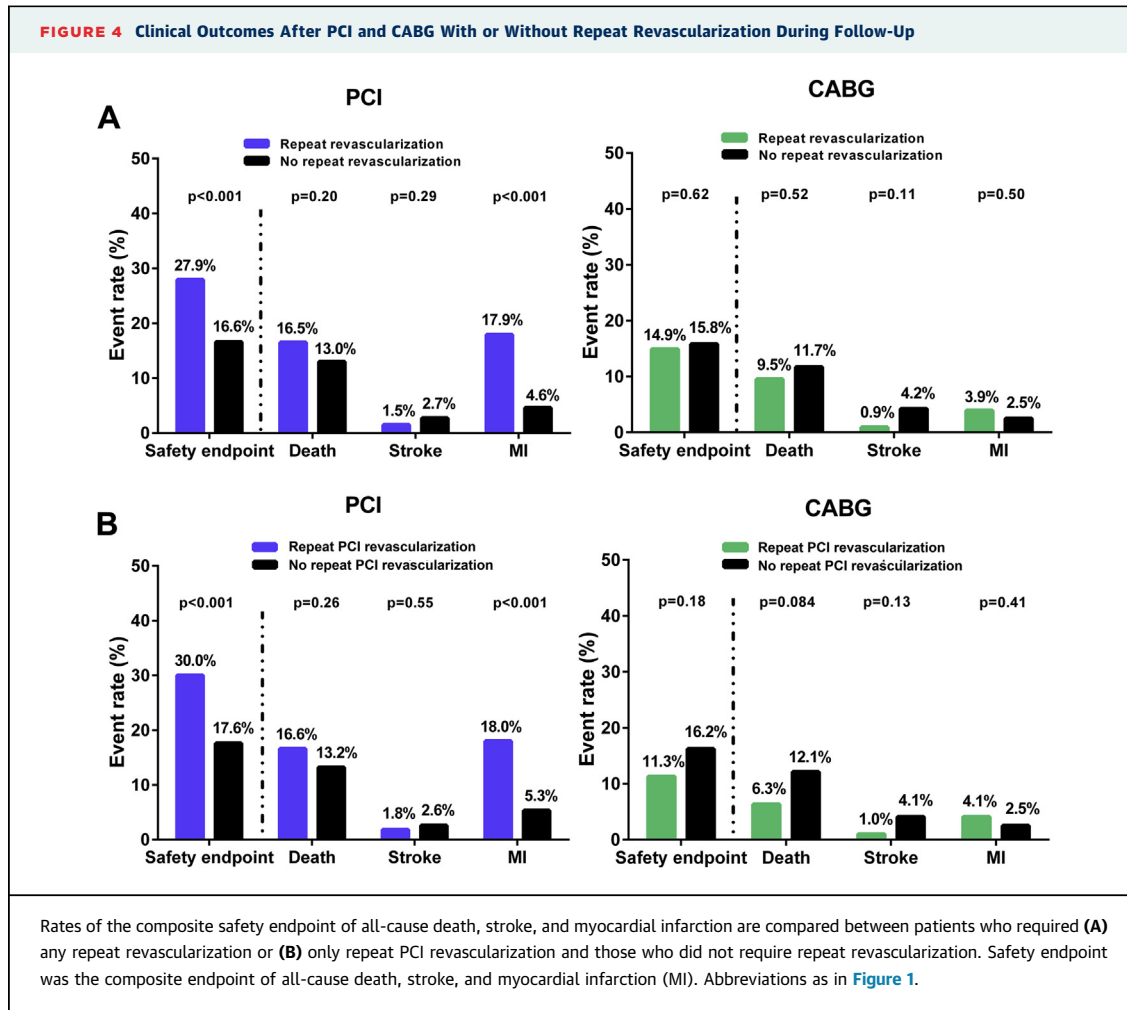 FIGURE 4 Clinical Outcomes After PCI and CABG With or Without Repeat Revascularization During Follow-Up
A
PCI
Repeat revascularization
No repeat revascularization
Event rate (%)
50
40
30
20
10
0
p<0.001 p=0.20 p=0.29 p<0.001
27.9% 16.6% 16.5% 13.0% 1.5% 2.7% 17.9% 4.6%
Safety endpoint Death Stroke MI
CABG
Repeat revascularization
No repeat revascularization
Event rate (%)
50
40
30
20
10
0
p=0.62 p=0.52 p=0.11 p=0.50
14.9% 15.8% 9.5% 11.7% 0.9% 4.2% 3.9% 2.5%
Safety endpoint Death Stroke MI
B
PCI
Repeat PCI revascularization
No repeat PCI revascularization
Event rate (%)
50
40
30
20
10
0
p<0.001 p=0.26 p=0.55 p<0.001
30.0% 17.6% 16.6% 13.2% 1.8% 2.6% 18.0% 5.3%
Safety endpoint Death Stroke MI
CABG
Repeat PCI revascularization
No repeat PCI revascularization
Event rate (%)
50
40
30
20
10
0
p=0.18 p=0.084 p=0.13 p=0.41
11.3% 16.2% 6.3% 12.1% 1.0% 4.1% 4.1% 2.5%
Safety endpoint Death Stroke MI
Rates of the composite safety endpoint of all-cause death, stroke, and myocardial infarction are compared between patients who required (A)
any repeat revascularization or (B) only repeat PCI revascularization and those who did not require repeat revascularization. Safety endpoint
was the composite endpoint of all-cause death, stroke, and myocardial infarction (MI). Abbreviations as in Figure 1.